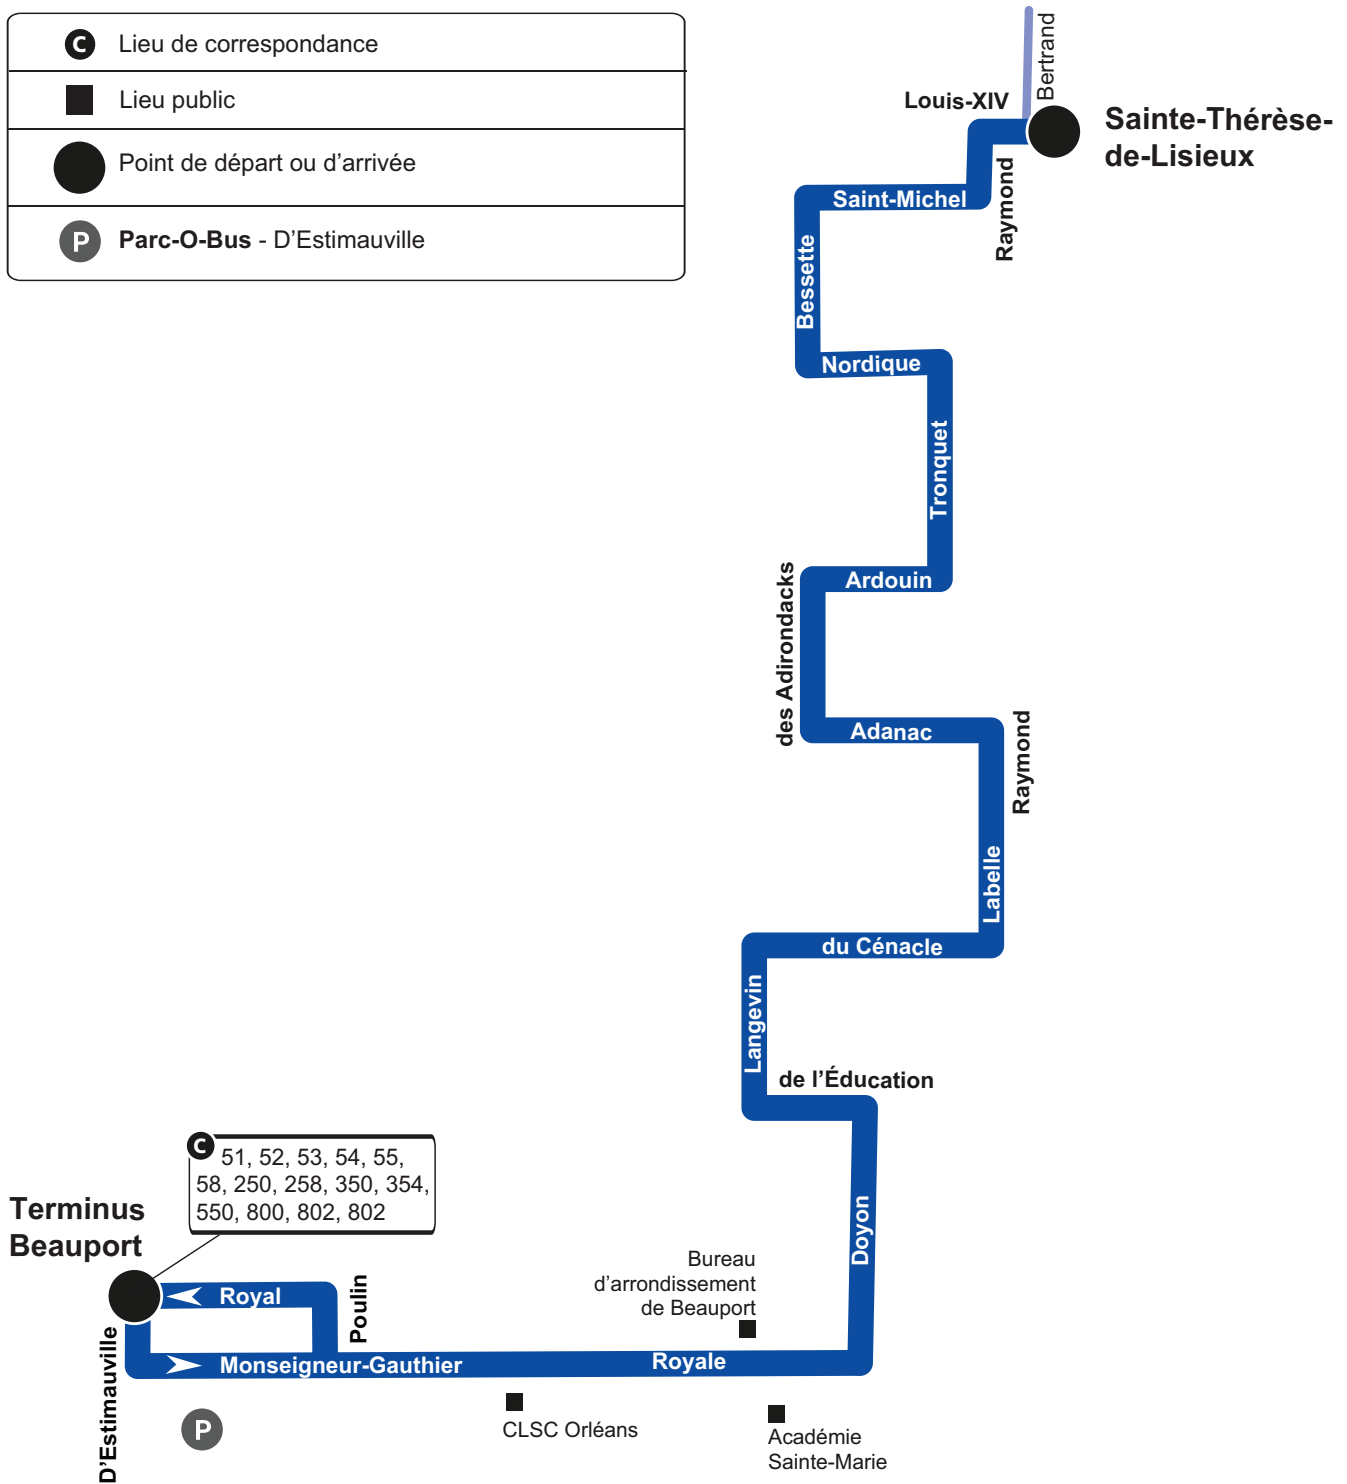 C Lieu de correspondance
Lieu public
Point de départ ou d'arrivée
P Parc-O-Bus - D'Estimauville
Bertrand
Louis-XIV
Sainte-Thérèse-
de-Lisieux
Raymond
Saint-Michel
Bessette
Nordique
Tronquet
Ardouin
des Adirondacks
Adanac
Raymond
Labelle
du Cénacle
Langevin
de l'Éducation
Doyon
C 51, 52, 53, 54, 55,
58, 250, 258, 350, 354,
550, 800, 802, 802
Terminus
Beauport
Royal
Poulin
D'Estimauville
Monseigneur-Gauthier
Royale
Bureau
d'arrondissement
de Beauport
P
CLSC Orléans
Académie
Sainte-Marie